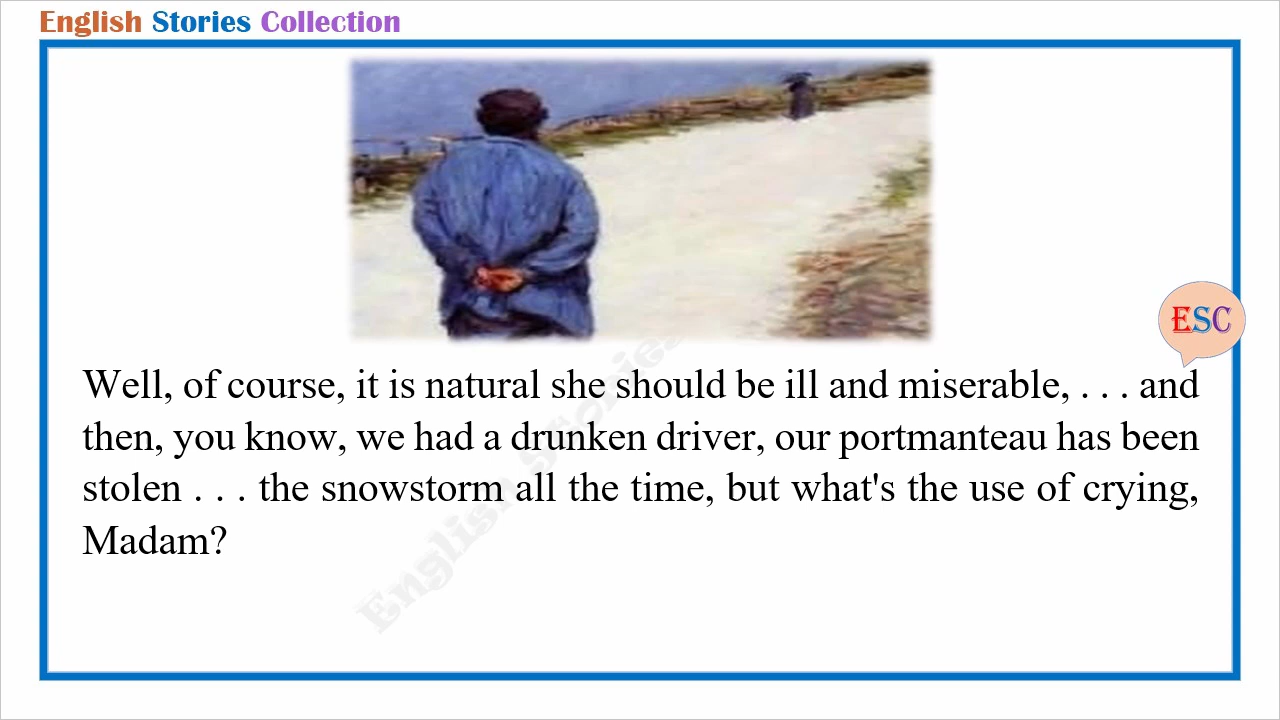 English Stories Collection
ESC
Well, of course, it is natural she should be ill and miserable, . . . and
then, you know, we had a drunken driver, our portmanteau has been
stolen . . . the snowstorm all the time, but what's the use of crying,
Madam?
English Stories